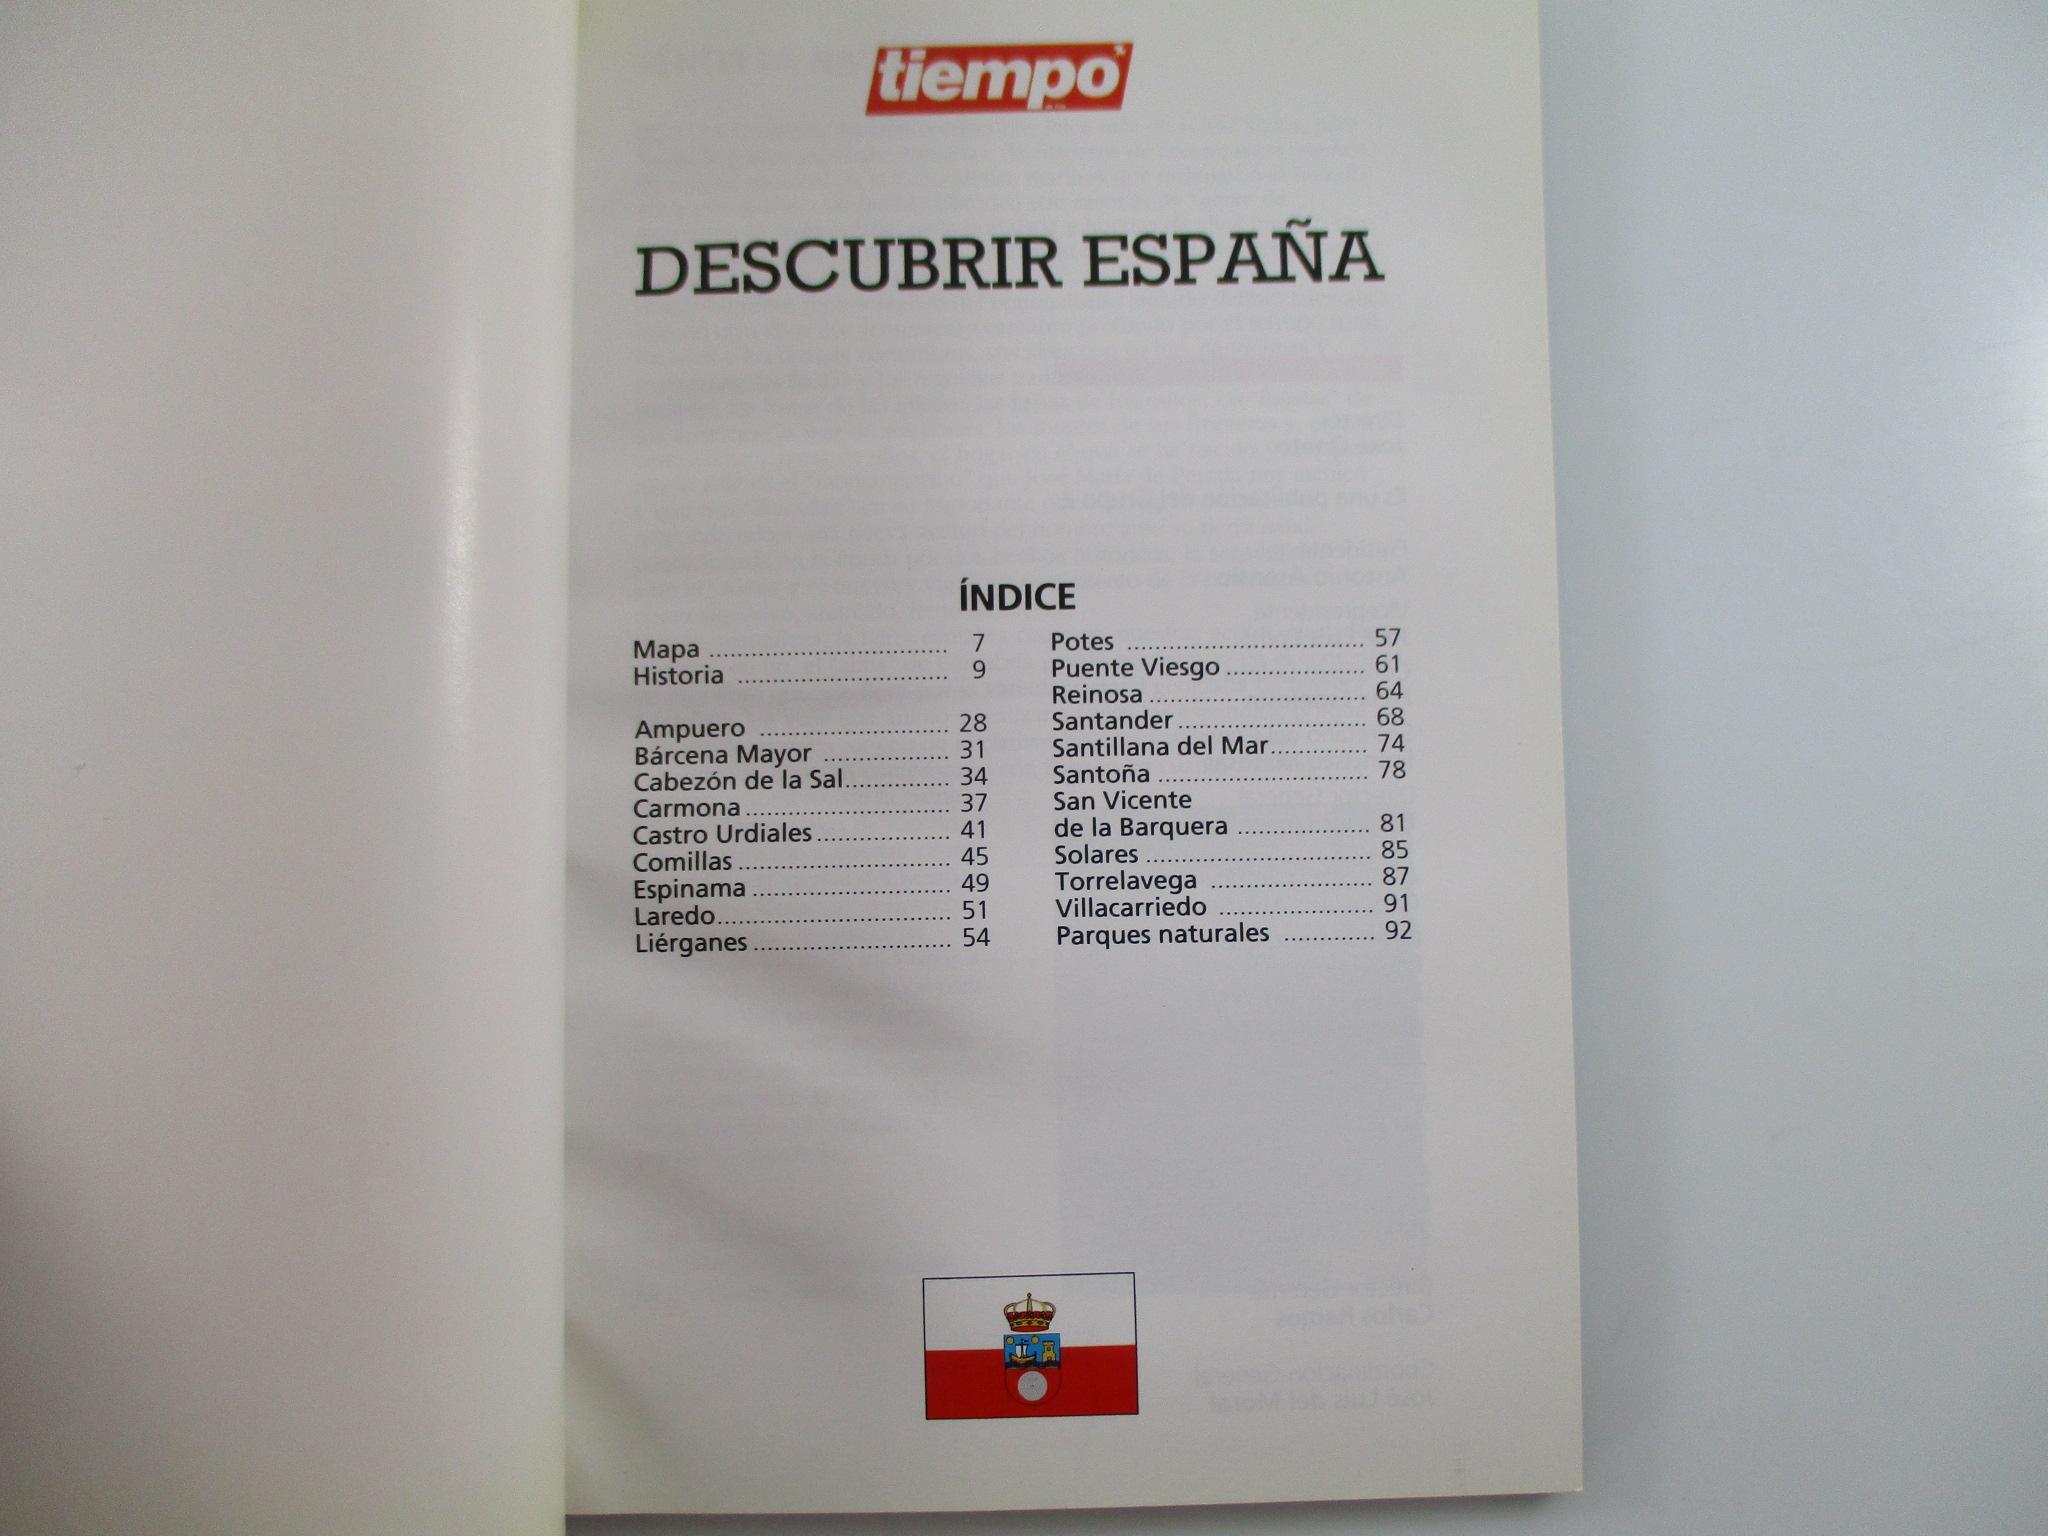 tiempo
DESCUBRIR ESPAÑA
ÍNDICE
Mapa ................................ 7
Historia ............................ 9
Ampuero ......................... 28
Bárcena Mayor ................ 31
Cabezón de la Sal ............ 34
Carmona ......................... 37
Castro Urdiales ................ 41
Comillas .......................... 45
Espinama ........................ 49
Laredo ............................ 51
Liérganes ........................ 54
Potes .............................. 57
Puente Viesgo ................. 61
Reinosa .......................... 64
Santander ....................... 68
Santillana del Mar ............ 74
Santoña .......................... 78
San Vicente
de la Barquera ................ 81
Solares ........................... 85
Torrelavega ..................... 87
Villacarriedo .................... 91
Parques naturales ............ 92